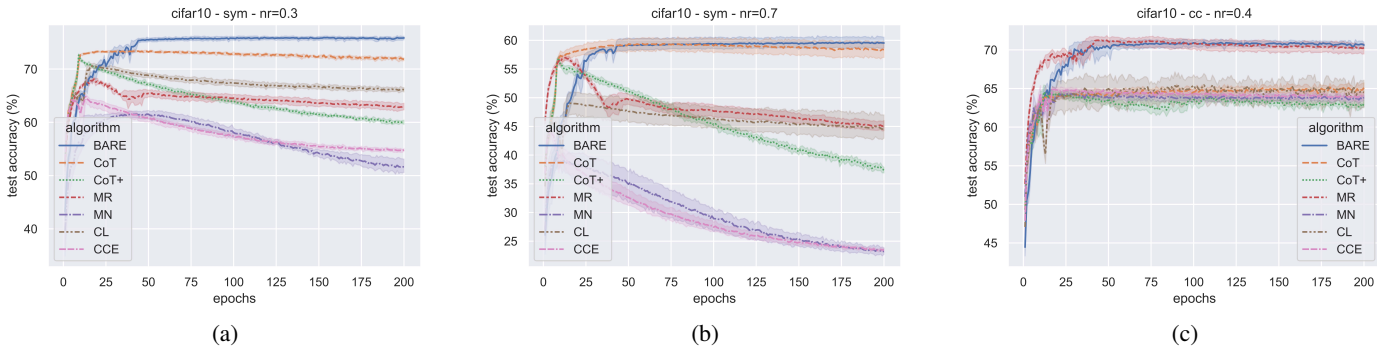 cifar10 - sym - nr=0.3
test accuracy (%)
70
60
50
40
algorithm
BARE
CoT
CoT+
MR
MN
CL
CCE
0 25 50 75 100 125 150 175 200
epochs
(a)
cifar10 - sym - nr=0.7
test accuracy (%)
60
55
50
45
40
35
30
25
algorithm
BARE
CoT
CoT+
MR
MN
CL
CCE
0 25 50 75 100 125 150 175 200
epochs
(b)
cifar10 - cc - nr=0.4
test accuracy (%)
70
65
60
55
50
45
algorithm
BARE
CoT
CoT+
MR
MN
CL
CCE
0 25 50 75 100 125 150 175 200
epochs
(c)